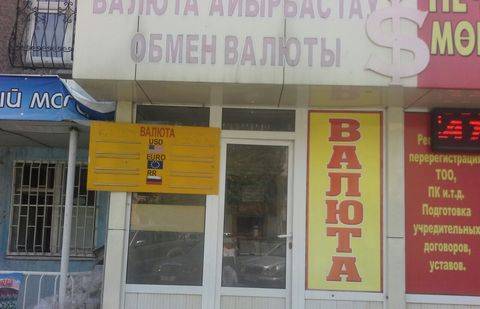 ВАЛЮТА АЙЫРБАСТАУ
ОБМЕН ВАЛЮТЫ
$
ВАЛЮТА
USD
EURO
RR
ВАЛЮТА
перерегистрация
ТОО,
ПК и.т.д.
Подготовка
учредительных
договоров,
уставов.